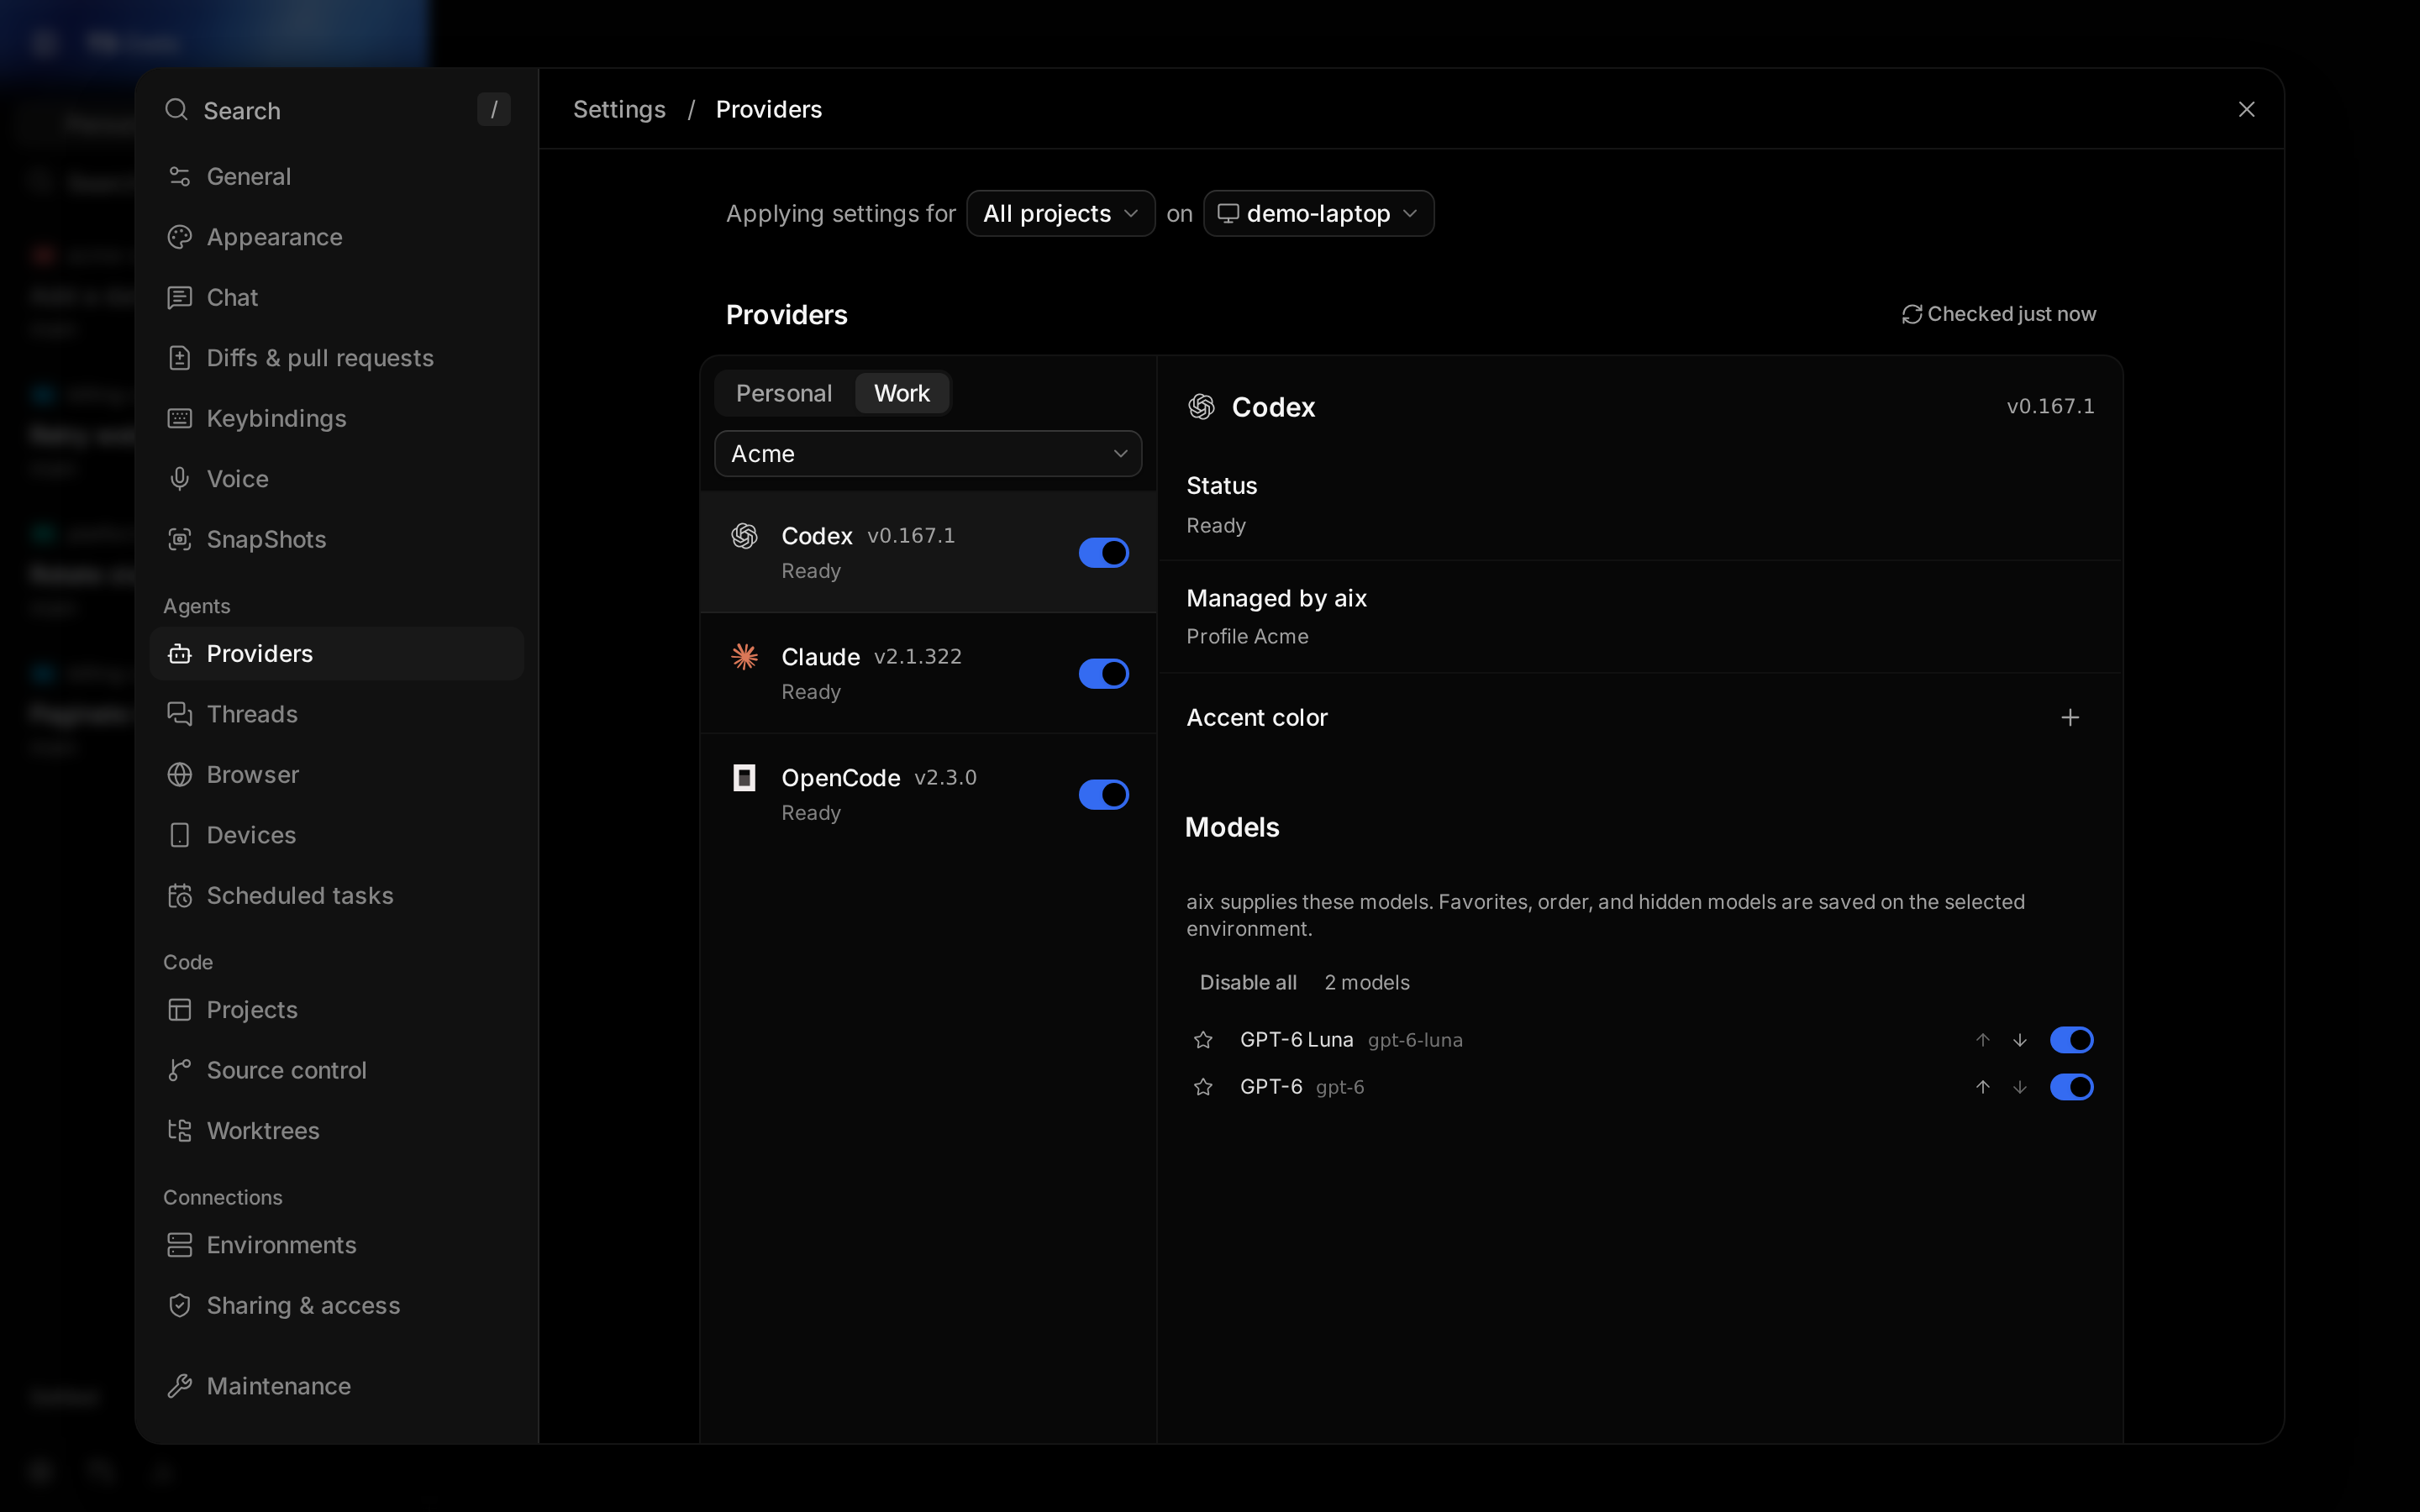 Search /
General
Appearance
Chat
Diffs & pull requests
Keybindings
Voice
SnapShots
Agents
Providers
Threads
Browser
Devices
Scheduled tasks
Code
Projects
Source control
Worktrees
Connections
Environments
Sharing & access
Maintenance
Settings / Providers
Applying settings for All projects on demo-laptop
Providers
Checked just now
Personal Work
Acme
Codex v0.167.1
Ready
Claude v2.1.322
Ready
OpenCode v2.3.0
Ready
Codex v0.167.1
Status
Ready
Managed by aix
Profile Acme
Accent color
Models
aix supplies these models. Favorites, order, and hidden models are saved on the selected
environment.
Disable all 2 models
GPT-6 Luna gpt-6-luna
GPT-6 gpt-6